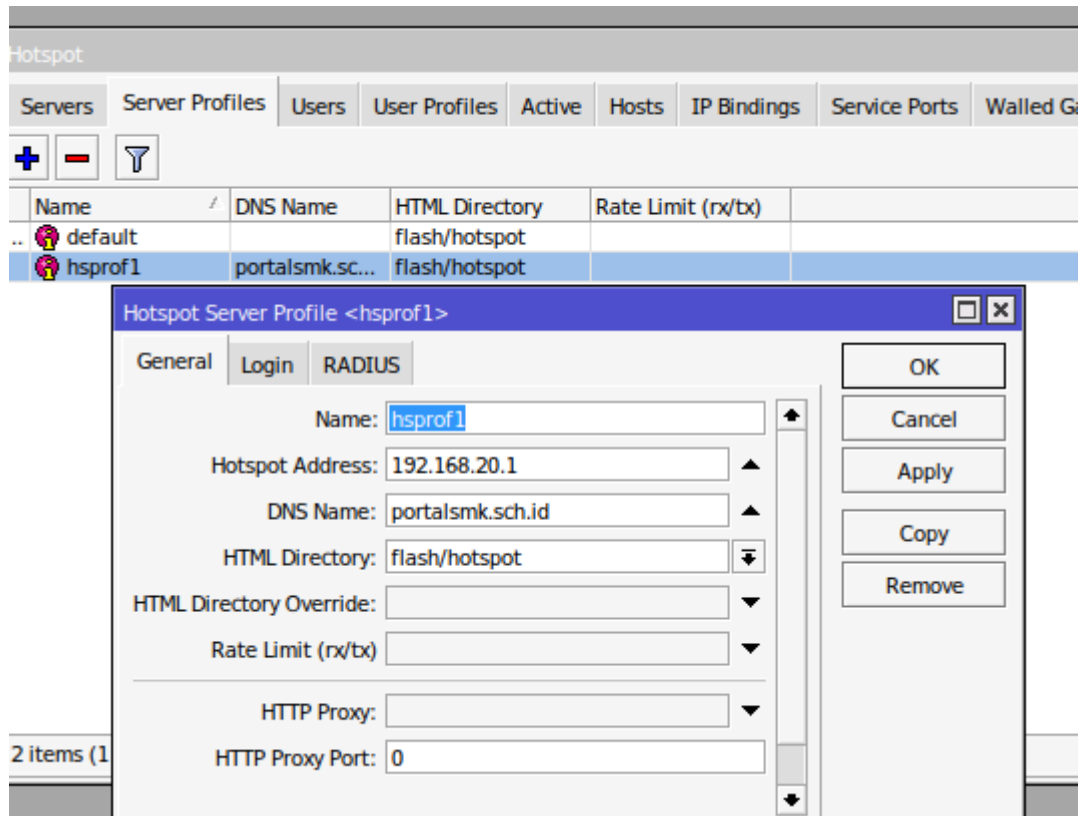 Hotspot
Servers Server Profiles Users User Profiles Active Hosts IP Bindings Service Ports Walled Ga
Name DNS Name HTML Directory Rate Limit (rx/tx)
.. default flash/hotspot
hsprof1 portalsmk.sc... flash/hotspot
Hotspot Server Profile <hsprof1>
General Login RADIUS
OK
Name: hsprof1
Cancel
Hotspot Address: 192.168.20.1
Apply
DNS Name: portalsmk.sch.id
Copy
HTML Directory: flash/hotspot
Remove
HTML Directory Override:
Rate Limit (rx/tx)
HTTP Proxy:
HTTP Proxy Port: 0
2 items (1